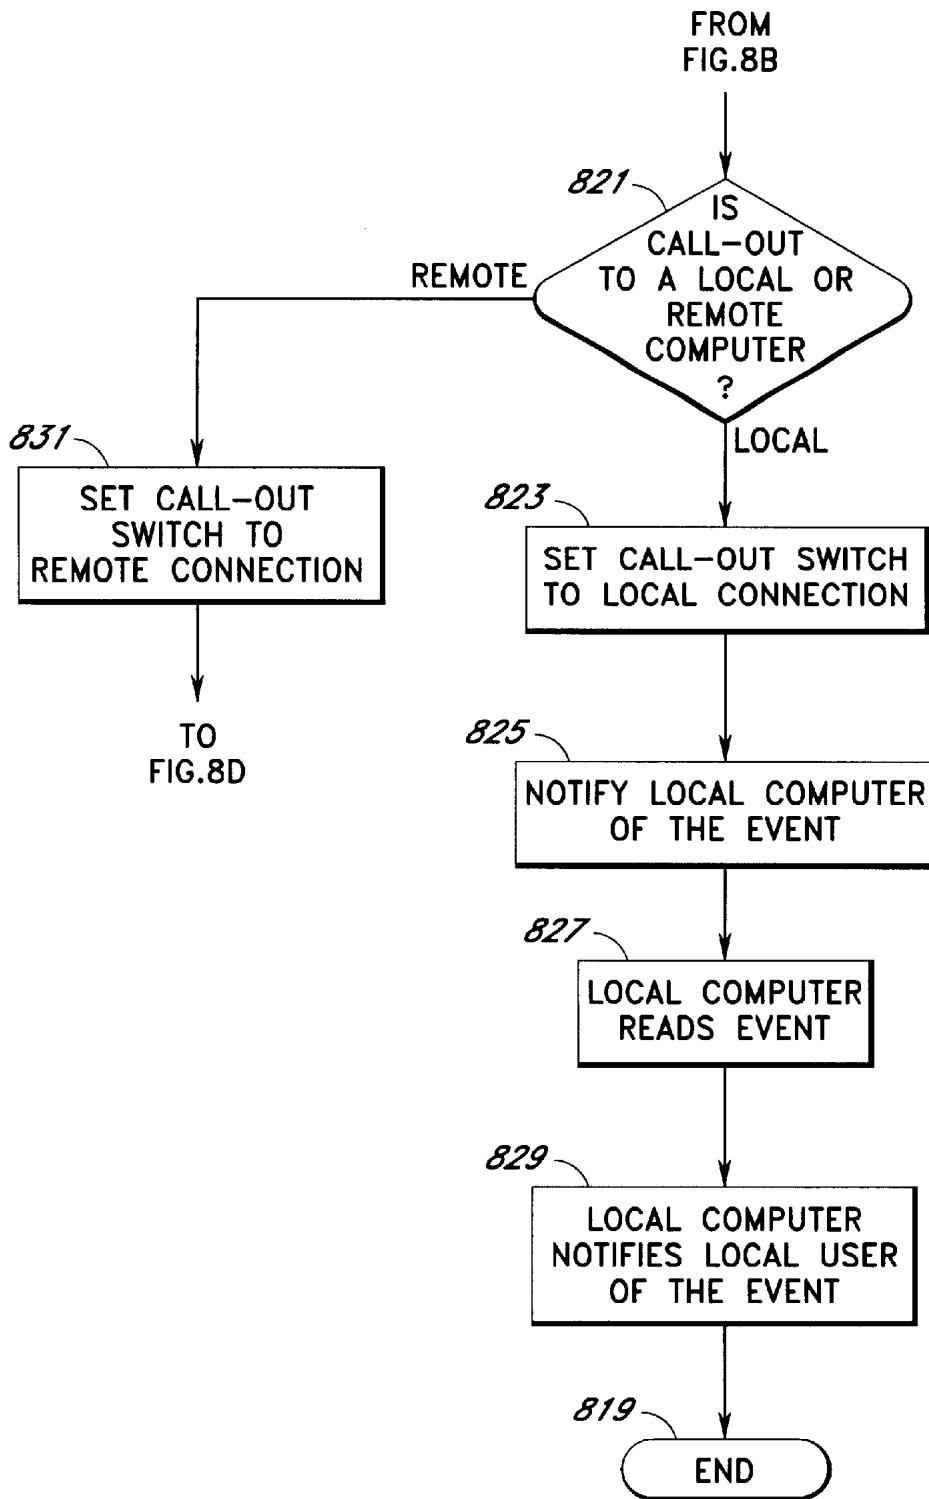 FROM
FIG.8B
821
IS
CALL-OUT
TO A LOCAL OR
REMOTE
COMPUTER
?
REMOTE
LOCAL
831
SET CALL-OUT
SWITCH TO
REMOTE CONNECTION
TO
FIG.8D
823
SET CALL-OUT SWITCH
TO LOCAL CONNECTION
825
NOTIFY LOCAL COMPUTER
OF THE EVENT
827
LOCAL COMPUTER
READS EVENT
829
LOCAL COMPUTER
NOTIFIES LOCAL USER
OF THE EVENT
819
END